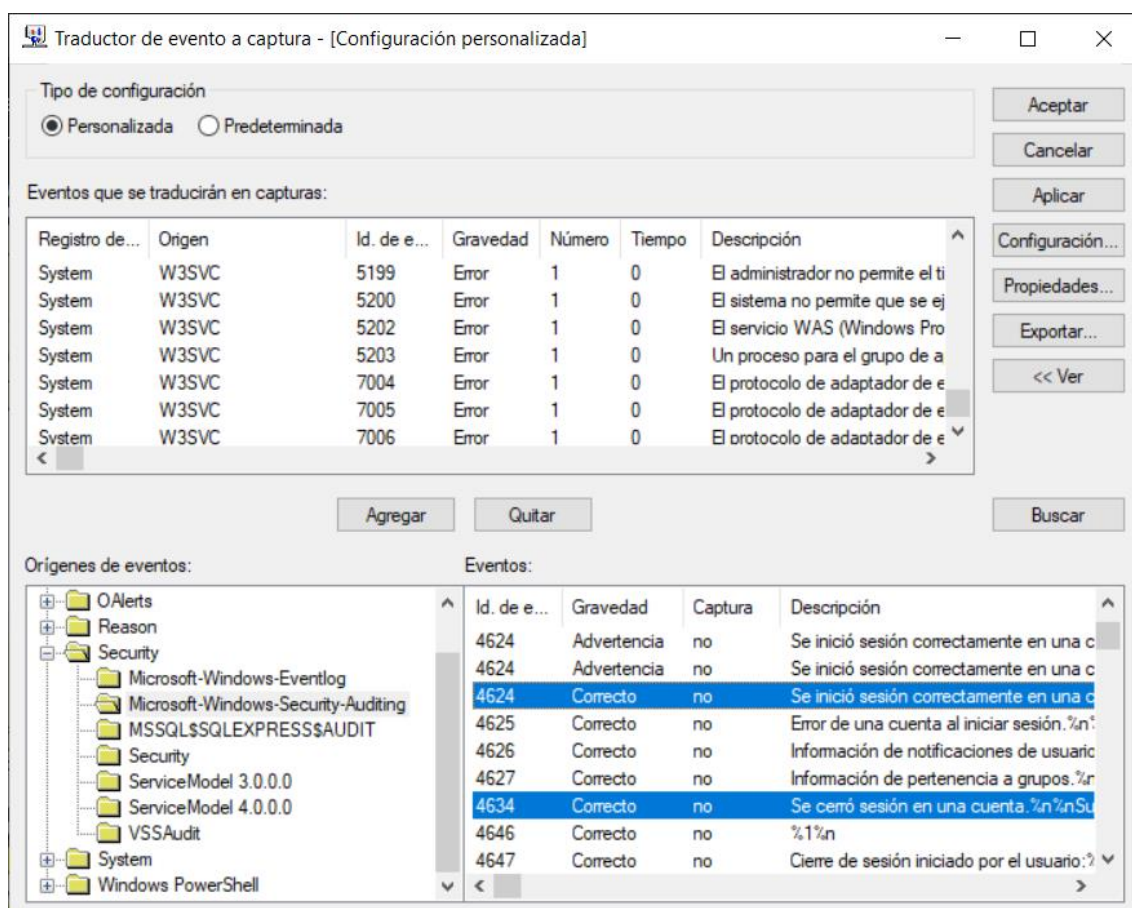 Traductor de evento a captura - [Configuración personalizada]
Tipo de configuración
Personalizada Predeterminada
Aceptar
Cancelar
Eventos que se traducirán en capturas:
Aplicar
Registro de... Origen Id. de e... Gravedad Número Tiempo Descripción
Configuración...
System W3SVC 5199 Error 1 0 El administrador no permite el ti
Propiedades...
System W3SVC 5200 Error 1 0 El sistema no permite que se ej
System W3SVC 5202 Error 1 0 El servicio WAS (Windows Pro
Exportar...
System W3SVC 5203 Error 1 0 Un proceso para el grupo de a
System W3SVC 7004 Error 1 0 El protocolo de adaptador de e
<< Ver
System W3SVC 7005 Error 1 0 El protocolo de adaptador de e
System W3SVC 7006 Error 1 0 El protocolo de adaptador de e
Agregar Quitar Buscar
Orígenes de eventos:
OAlerts
Reason
Security
Microsoft-Windows-Eventlog
Microsoft-Windows-Security-Auditing
MSSQL$SQLEXPRESS$AUDIT
Security
ServiceModel 3.0.0.0
ServiceModel 4.0.0.0
VSSAudit
System
Windows PowerShell
Eventos:
Id. de e... Gravedad Captura Descripción
4624 Advertencia no Se inició sesión correctamente en una c
4624 Advertencia no Se inició sesión correctamente en una c
4624 Correcto no Se inició sesión correctamente en una c
4625 Correcto no Error de una cuenta al iniciar sesión.%n%
4626 Correcto no Información de notificaciones de usuario
4627 Correcto no Información de pertenencia a grupos.%n
4634 Correcto no Se cerró sesión en una cuenta.%n%nSu
4646 Correcto no %1%n
4647 Correcto no Cierre de sesión iniciado por el usuario:%